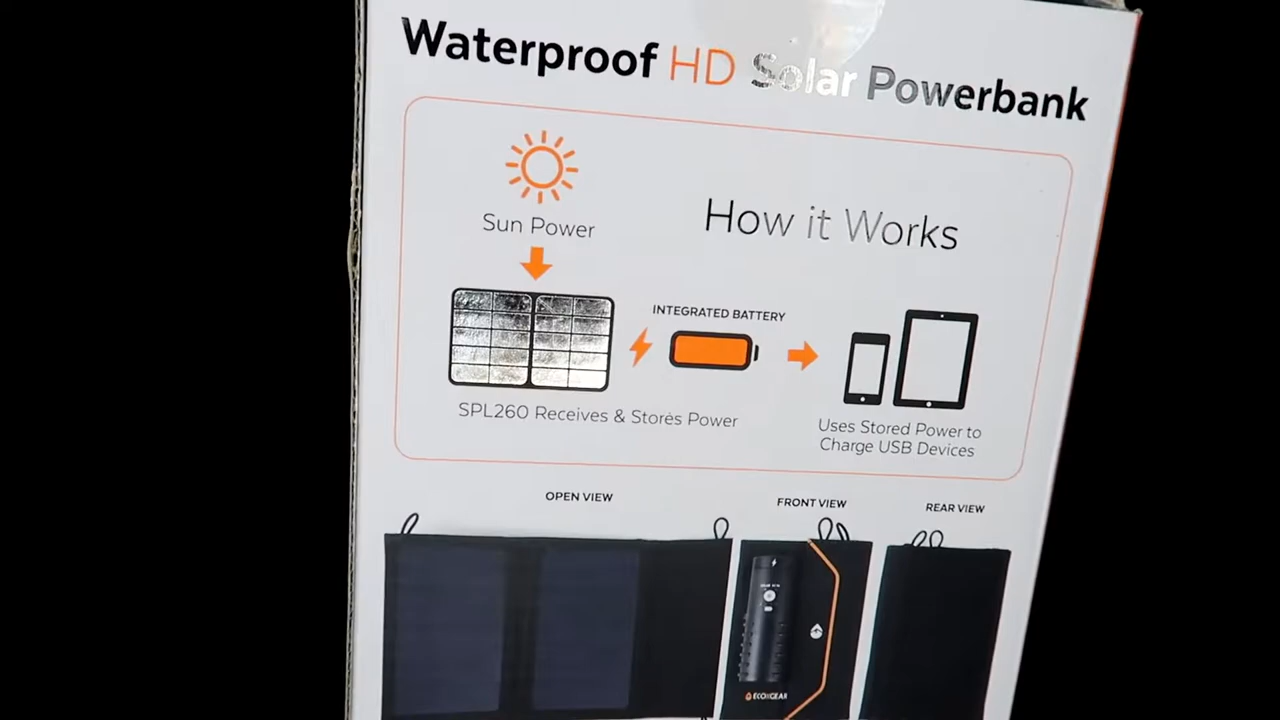 Waterproof HD Solar Powerbank
Sun Power
How it Works
INTEGRATED BATTERY
SPL260 Receives & Stores Power
Uses Stored Power to
Charge USB Devices
OPEN VIEW
FRONT VIEW
REAR VIEW
ECOXGEAR